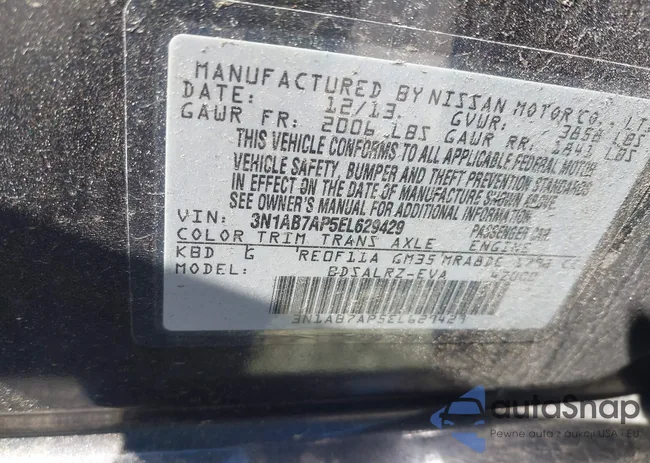 MANUFACTURED BY NISSAN MOTOR CO., LT
DATE: 12/13 GVWR: 3858 LBS
GAWR FR: 2006 LBS GAWR RR: 1841 LBS
THIS VEHICLE CONFORMS TO ALL APPLICABLE FEDERAL MOTOR
VEHICLE SAFETY, BUMPER AND THEFT PREVENTION STANDARDS
IN EFFECT ON THE DATE OF MANUFACTURE SHOWN ABOVE.
SEE OWNER'S MANUAL FOR ADDITIONAL INFORMATION.
VIN: 3N1AB7AP5EL629429 PASSENGER CAR
COLOR TRIM TRANS AXLE ENGINE
KBD G RE0F11A GM35 MRA8DE CC
MODEL: BDSALRZ-EVA
3N1AB7AP5EL629429
autoSnap
Pewne auto z aukcji USA i EU